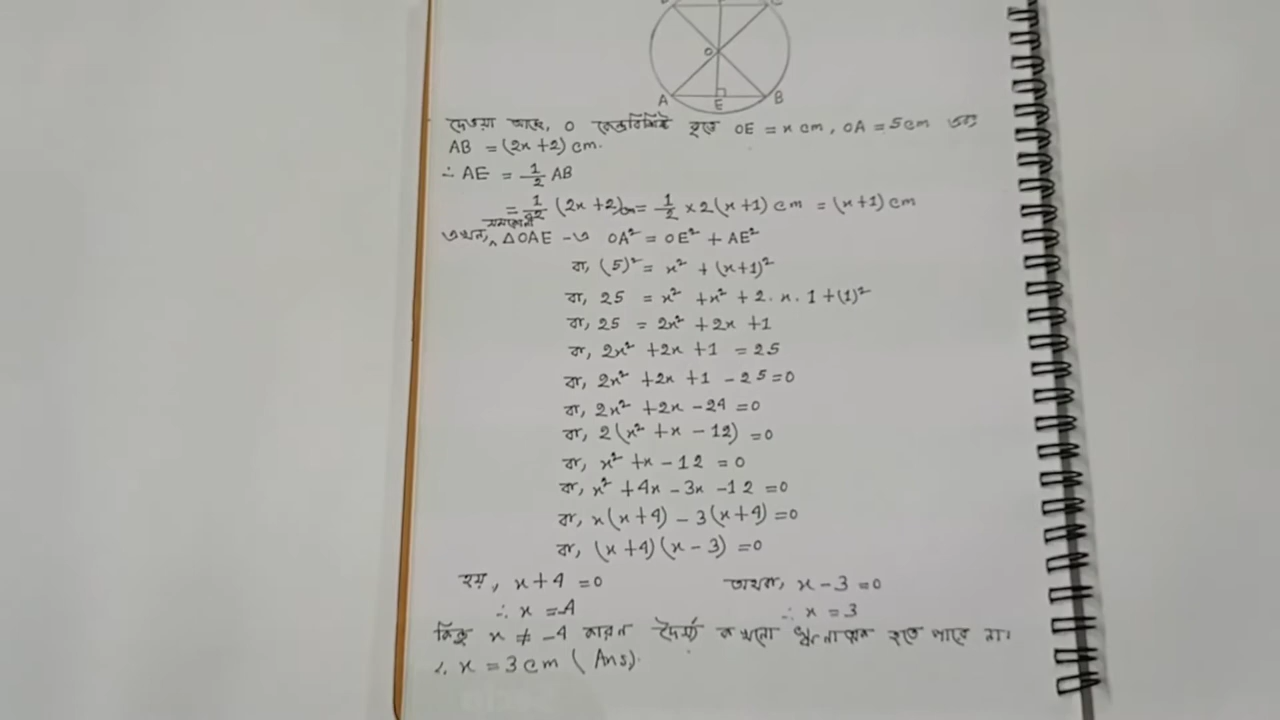 O
A
E
B
দেওয়া আছে, O কেন্দ্রবিশিষ্ট হতে OE = x cm, OA = 5 cm এবং
AB = (2x+2) cm.
∴ AE = 1/2 AB
= 1/2 (2x+2) cm = 1/2 × 2(x+1) cm = (x+1) cm
এখন, সমকোণী ΔOAE -এ OA² = OE² + AE²
বা, (5)² = x² + (x+1)²
বা, 25 = x² + x² + 2. x. 1 + (1)²
বা, 25 = 2x² + 2x + 1
বা, 2x² + 2x + 1 = 25
বা, 2x² + 2x + 1 - 25 = 0
বা, 2x² + 2x - 24 = 0
বা, 2(x² + x - 12) = 0
বা, x² + x - 12 = 0
বা, x² + 4x - 3x - 12 = 0
বা, x(x+4) - 3(x+4) = 0
বা, (x+4)(x-3) = 0
হয়, x+4 = 0 অথবা, x-3 = 0
∴ x = -4 ∴ x = 3
কিন্তু x ≠ -4 কারন দৈর্ঘ্য কখনো ঋনাত্মক হতে পারে না।
∴ x = 3 cm (Ans).